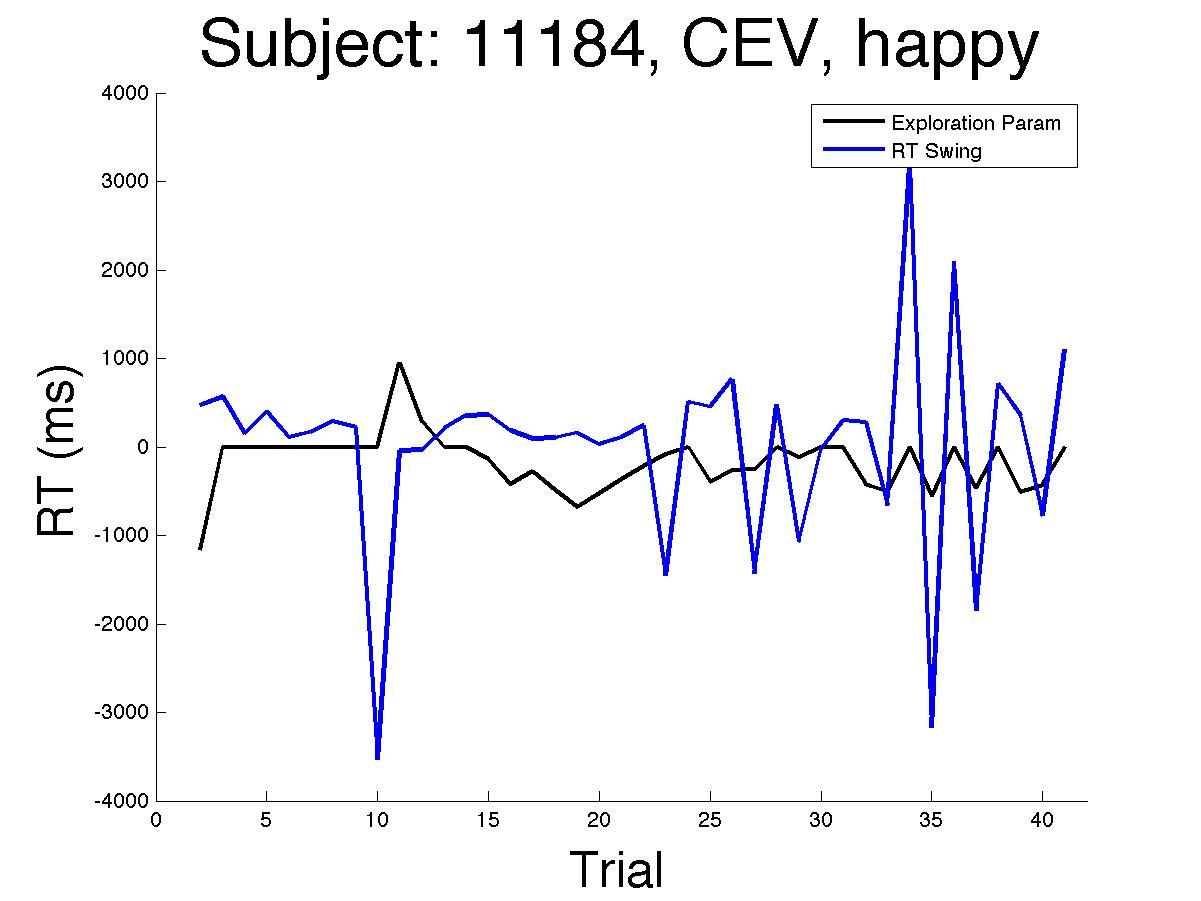 Subject: 11184, CEV, happy
4000
3000
2000
1000
0
-1000
-2000
-3000
-4000
RT (ms)
Exploration Param
RT Swing
0 5 10 15 20 25 30 35 40
Trial